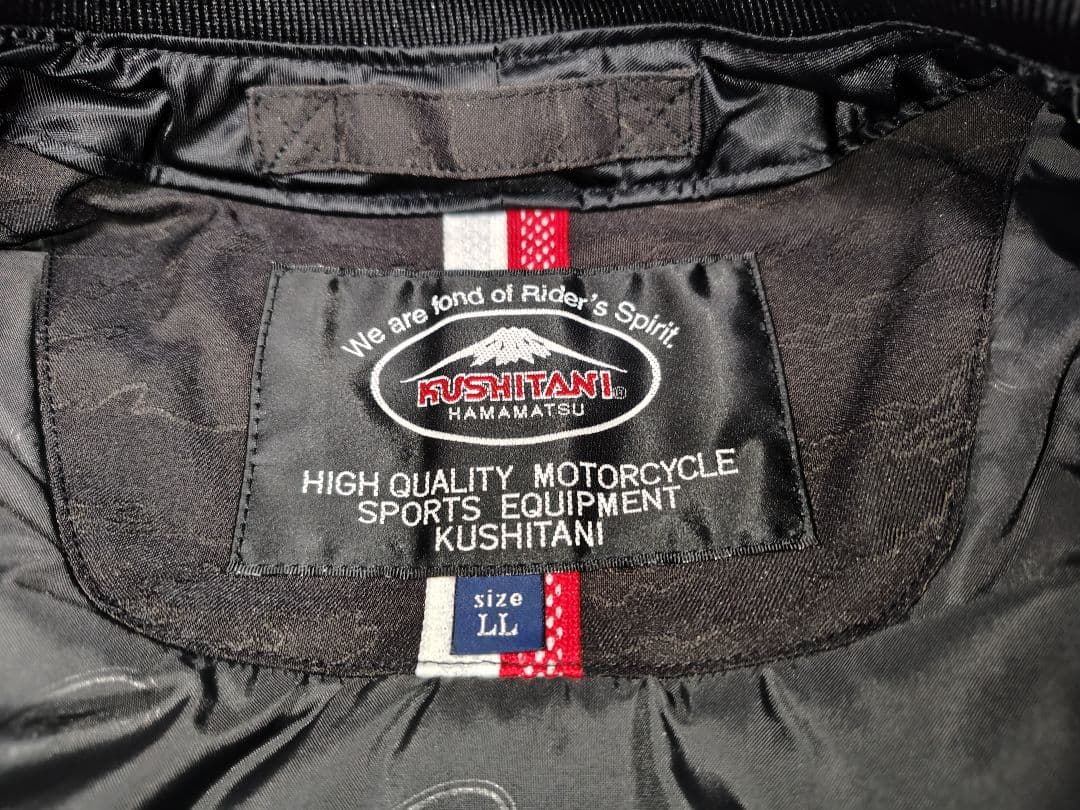 We are fond of Rider's Spirit
KUSHITANI®
HAMAMATSU
HIGH QUALITY MOTORCYCLE
SPORTS EQUIPMENT
KUSHITANI
size
LL